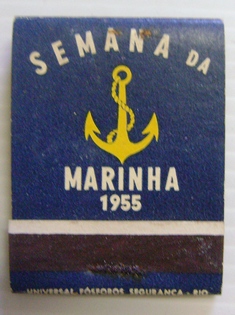 SEMANA DA
MARINHA
1955
UNIVERSAL. FÓSFOROS SEGURANÇA - RIO